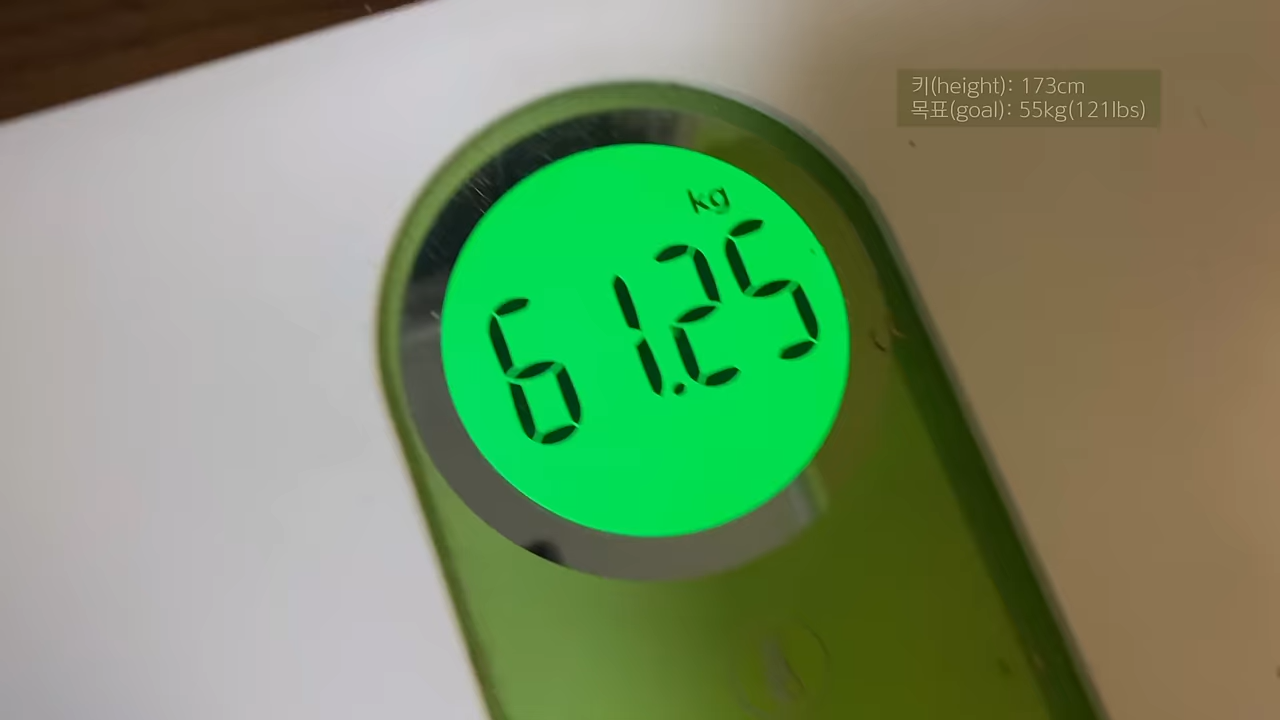 키(height): 173cm
목표(goal): 55kg(121lbs)
kg
61.25